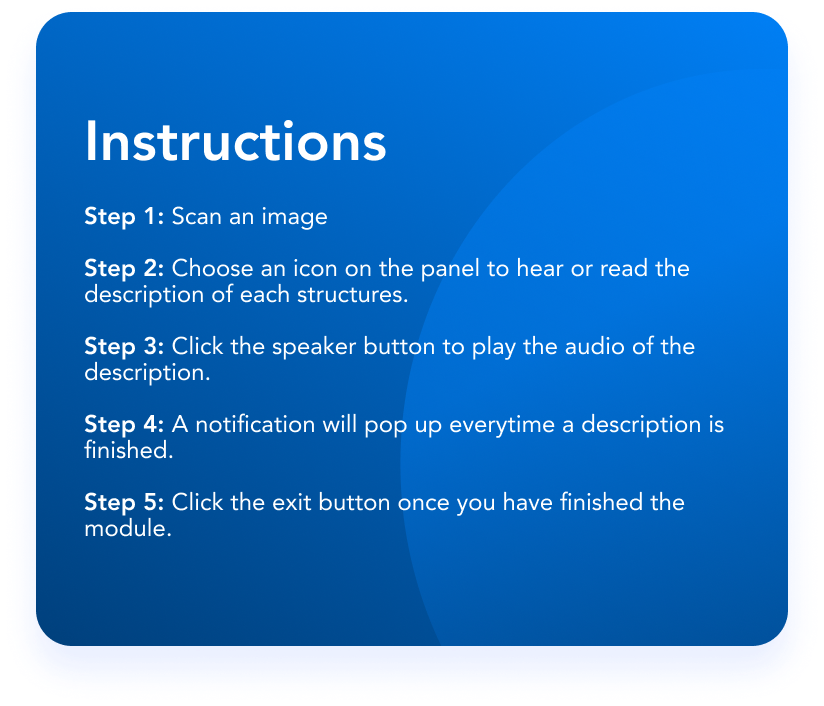 Instructions
Step 1: Scan an image
Step 2: Choose an icon on the panel to hear or read the
description of each structures.
Step 3: Click the speaker button to play the audio of the
description.
Step 4: A notification will pop up everytime a description is
finished.
Step 5: Click the exit button once you have finished the
module.